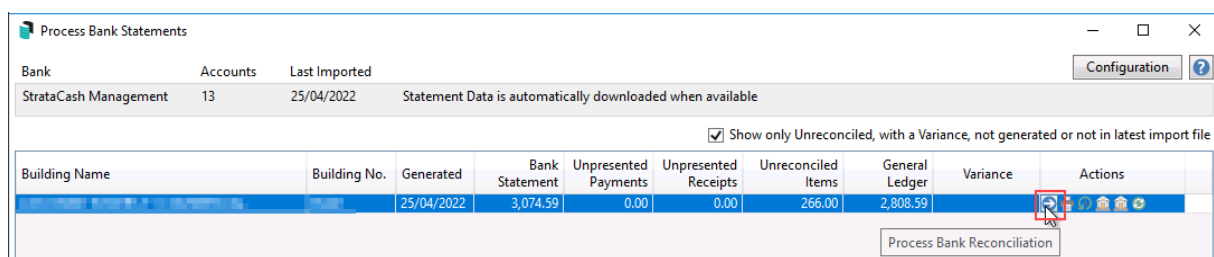 Process Bank Statements
Bank Accounts Last Imported Configuration ?
StrataCash Management 13 25/04/2022 Statement Data is automatically downloaded when available
Show only Unreconciled, with a Variance, not generated or not in latest import file
Building Name Building No. Generated Bank Statement Unpresented Payments Unpresented Receipts Unreconciled Items General Ledger Variance Actions
25/04/2022 3,074.59 0.00 0.00 266.00 2,808.59
Process Bank Reconciliation